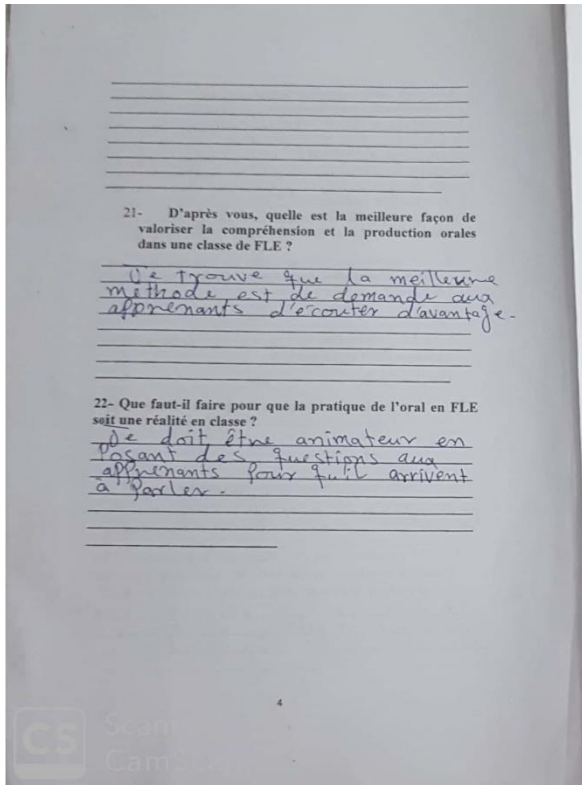 21- D'après vous, quelle est la meilleure façon de
valoriser la compréhension et la production orales
dans une classe de FLE ?
Je trouve que la meilleure
méthode est de demande aux
apprenants d'écouter d'avantage.
22- Que faut-il faire pour que la pratique de l'oral en FLE
soit une réalité en classe ?
Je doit être animateur en
posant des questions aux
apprenants pour qu'il arrivent
à parler.
4
CS